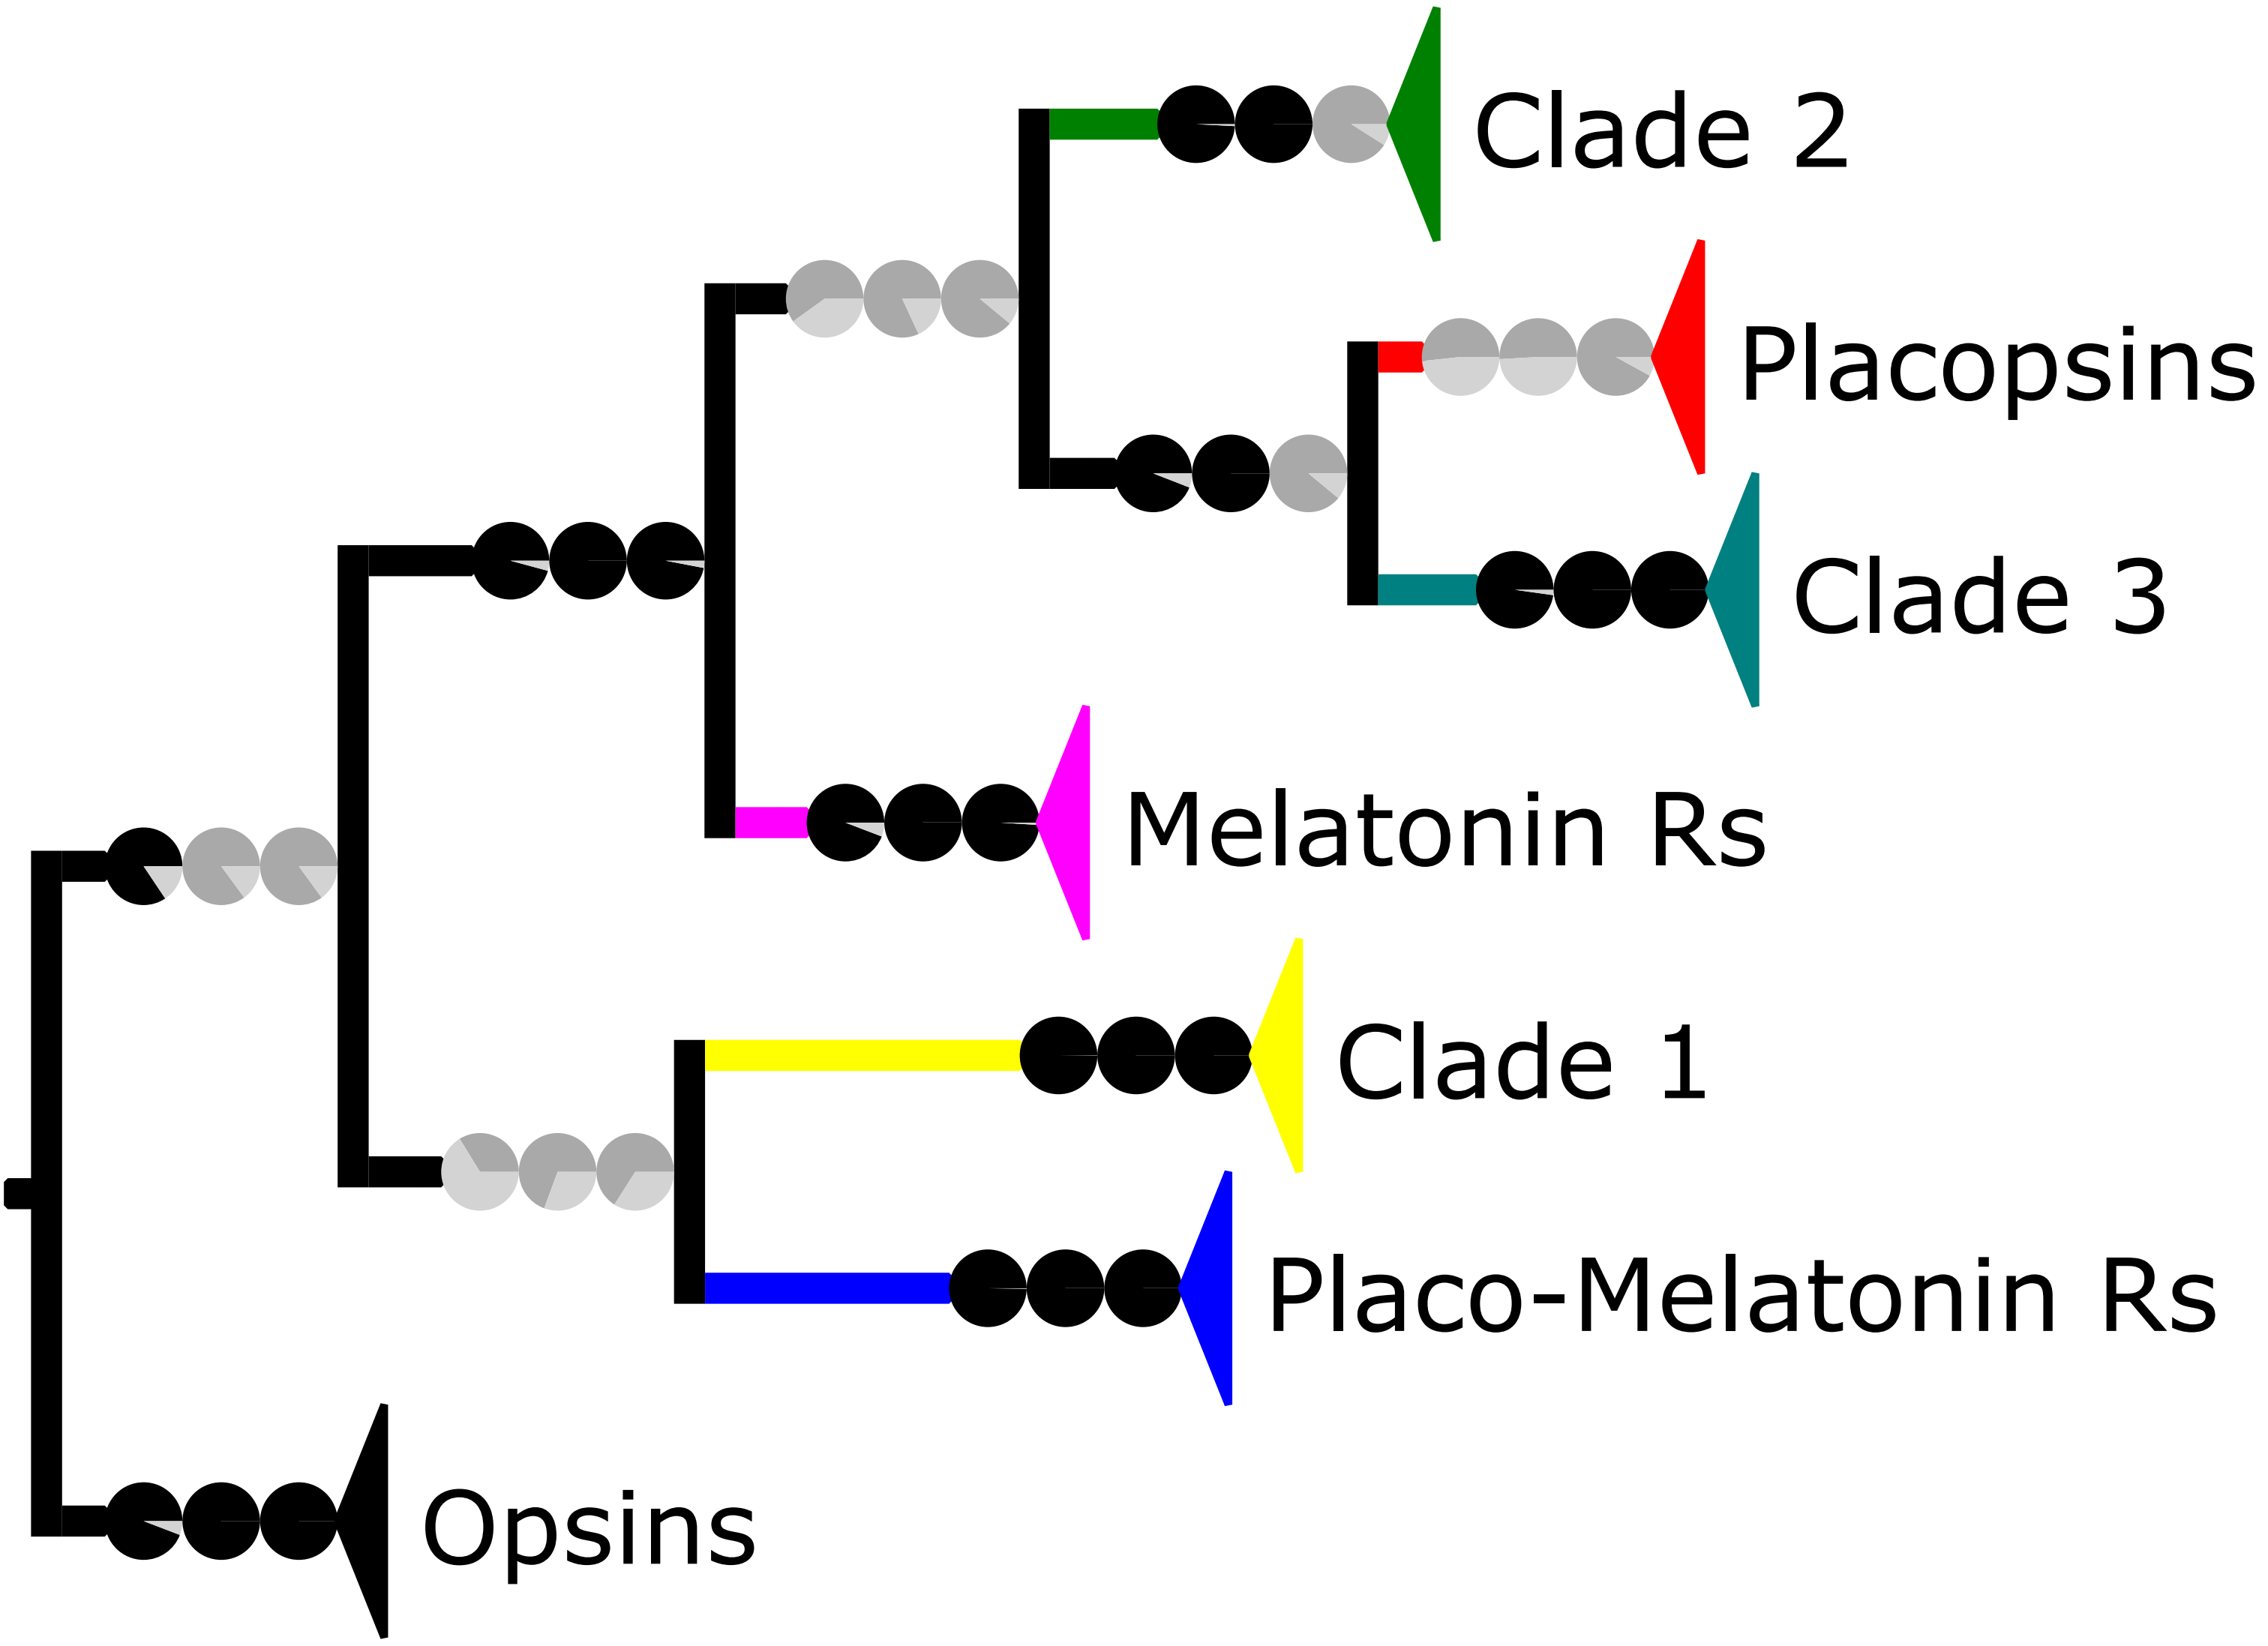 Clade 2
Placopsins
Clade 3
Melatonin Rs
Clade 1
Placo-Melatonin Rs
Opsins